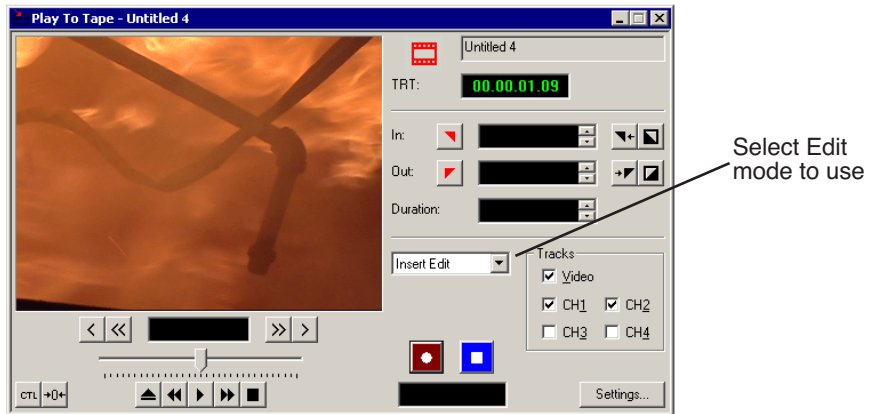 Play To Tape - Untitled 4
Untitled 4
TRT: 00.00.01.09
In:
Out:
Duration:
Select Edit
mode to use
Insert Edit
Tracks
Video
CH1 CH2
CH3 CH4
CTL →0←
Settings...